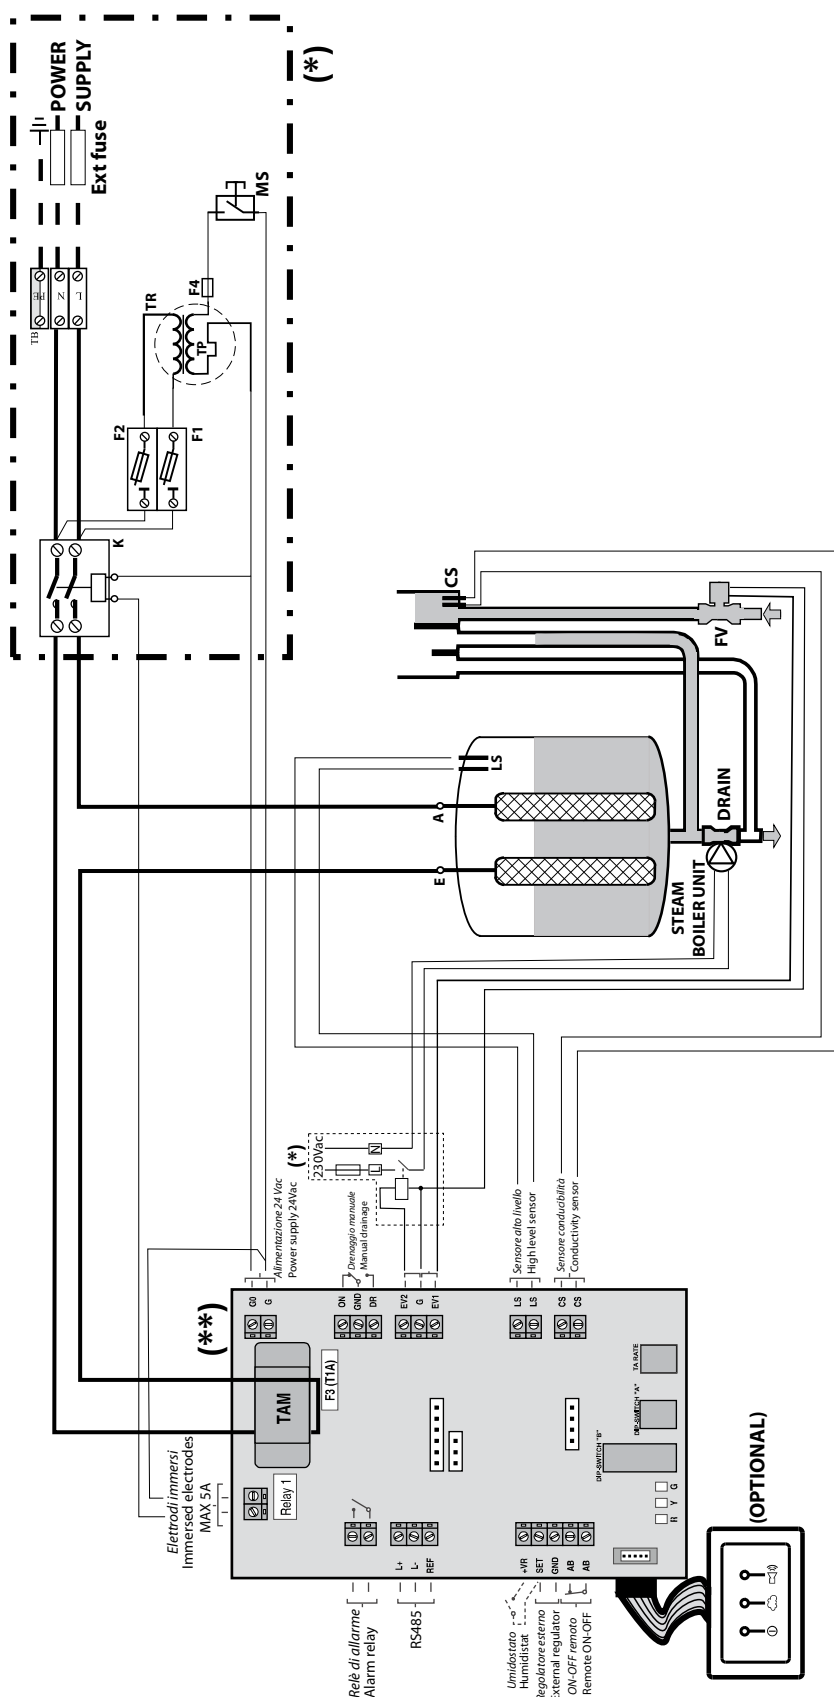 POWER
SUPPLY
Ext fuse
(*)
MS
F4
TR
TP
PE
N
L
TB
F2
F1
K
CS
FV
LS
DRAIN
A
E
STEAM
BOILER UNIT
(*)
230Vac
L
N
Alimentazione 24 Vac
Power supply 24Vac
Drenaggio manuale
Manual drainage
Sensore alto livello
High level sensor
Sensore conducibilità
Conductivity sensor
(**)
G0
G
ON
GND
DR
EV2
G
EV1
LS
LS
CS
CS
TAM
F3 (T1A)
TA RATE
DIP-SWITCH "A"
DIP-SWITCH "B"
Elettrodi immersi
Immersed electrodes
MAX 5A
Relay 1
R
Y
G
L+
L-
REF
+VR
SET
GND
AB
AB
Relè di allarme
Alarm relay
RS485
Umidostato
Humidistat
Regolatore esterno
External regulator
ON-OFF remoto
Remote ON-OFF
(OPTIONAL)